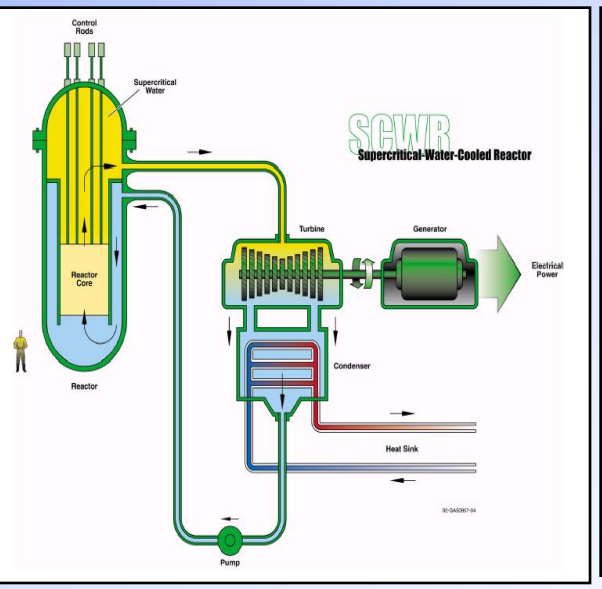 Control
Rods
Supercritical
Water
SCWR
Supercritical-Water-Cooled Reactor
Turbine
Generator
Electrical
Power
Reactor
Core
Condenser
Reactor
Heat Sink
02-GA50807-04
Pump